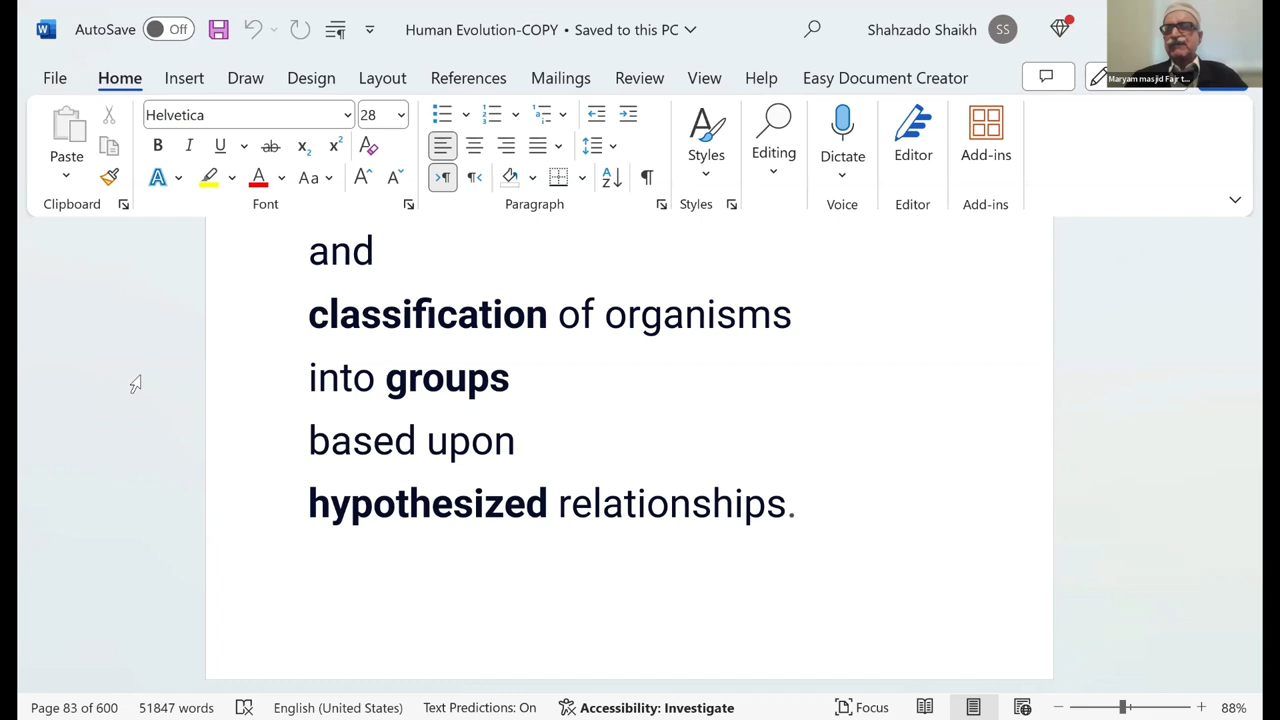 AutoSave Off Human Evolution-COPY • Saved to this PC Shahzado Shaikh SS
Maryam masjid Fajr t...
File Home Insert Draw Design Layout References Mailings Review View Help Easy Document Creator
Helvetica 28
Paste Styles Editing Dictate Editor Add-ins
Clipboard Font Paragraph Styles Voice Editor Add-ins
and
classification of organisms
into groups
based upon
hypothesized relationships.
Page 83 of 600 51847 words English (United States) Text Predictions: On Accessibility: Investigate Focus 88%